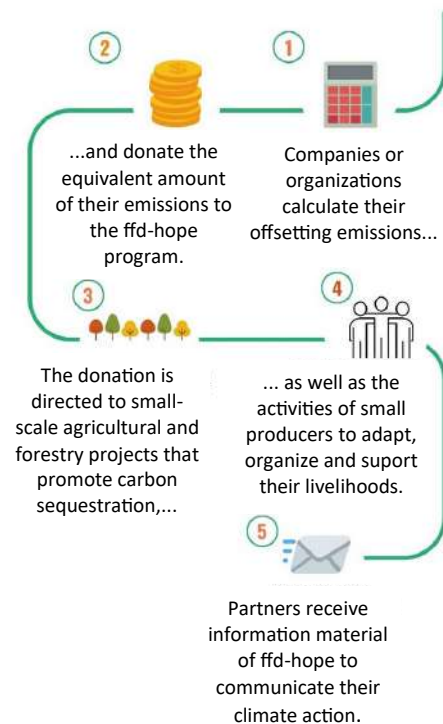 1
Companies or
organizations
calculate their
offsetting emissions...
2
...and donate the
equivalent amount
of their emissions to
the ffd-hope
program.
3
The donation is
directed to small-
scale agricultural and
forestry projects that
promote carbon
sequestration,...
4
... as well as the
activities of small
producers to adapt,
organize and suport
their livelihoods.
5
Partners receive
information material
of ffd-hope to
communicate their
climate action.